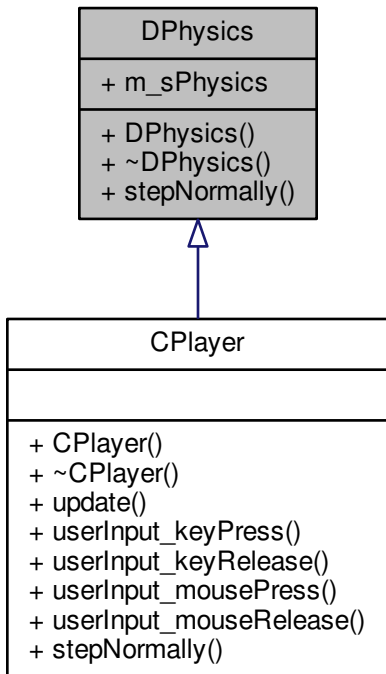 DPhysics
+ m_sPhysics
+ DPhysics()
+ ~DPhysics()
+ stepNormally()
CPlayer
+ CPlayer()
+ ~CPlayer()
+ update()
+ userInput_keyPress()
+ userInput_keyRelease()
+ userInput_mousePress()
+ userInput_mouseRelease()
+ stepNormally()